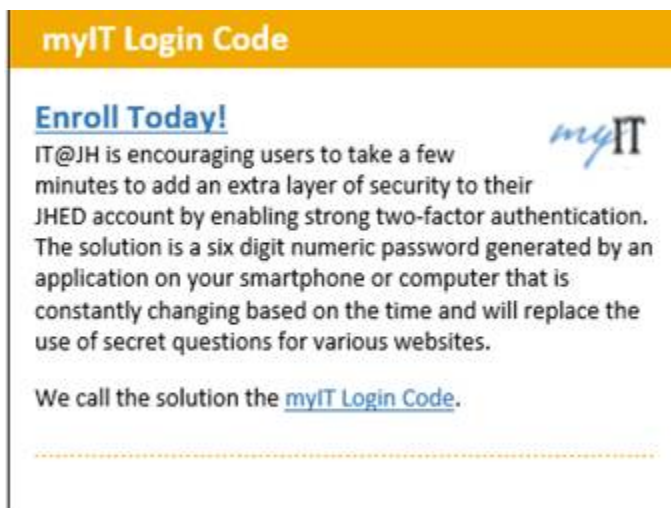 myIT Login Code
Enroll Today!
myIT
IT@JH is encouraging users to take a few
minutes to add an extra layer of security to their
JHED account by enabling strong two-factor authentication.
The solution is a six digit numeric password generated by an
application on your smartphone or computer that is
constantly changing based on the time and will replace the
use of secret questions for various websites.
We call the solution the myIT Login Code.